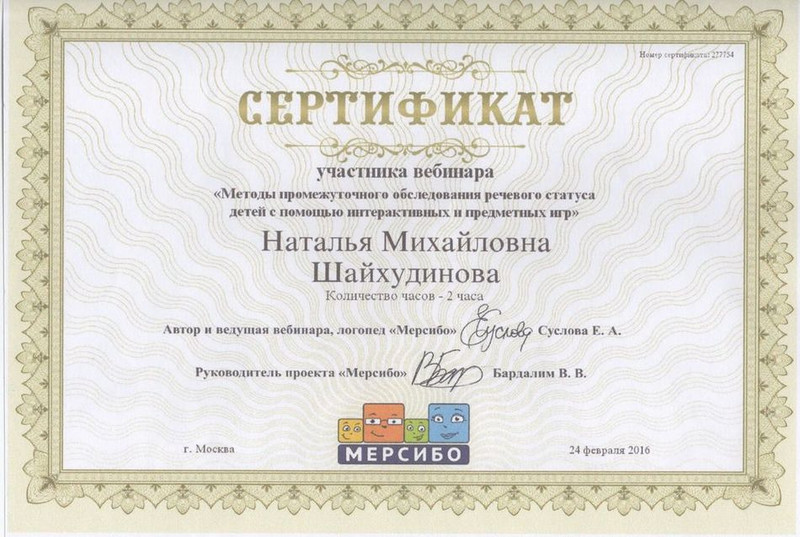 Номер сертификата: 277754
СЕРТИФИКАТ
участника вебинара
«Методы промежуточного обследования речевого статуса
детей с помощью интерактивных и предметных игр»
Наталья Михайловна
Шайхудинова
Количество часов - 2 часа
Автор и ведущая вебинара, логопед «Мерсибо» Суслова Е. А.
Руководитель проекта «Мерсибо» Бардалим В. В.
МЕРСИБО
г. Москва
24 февраля 2016